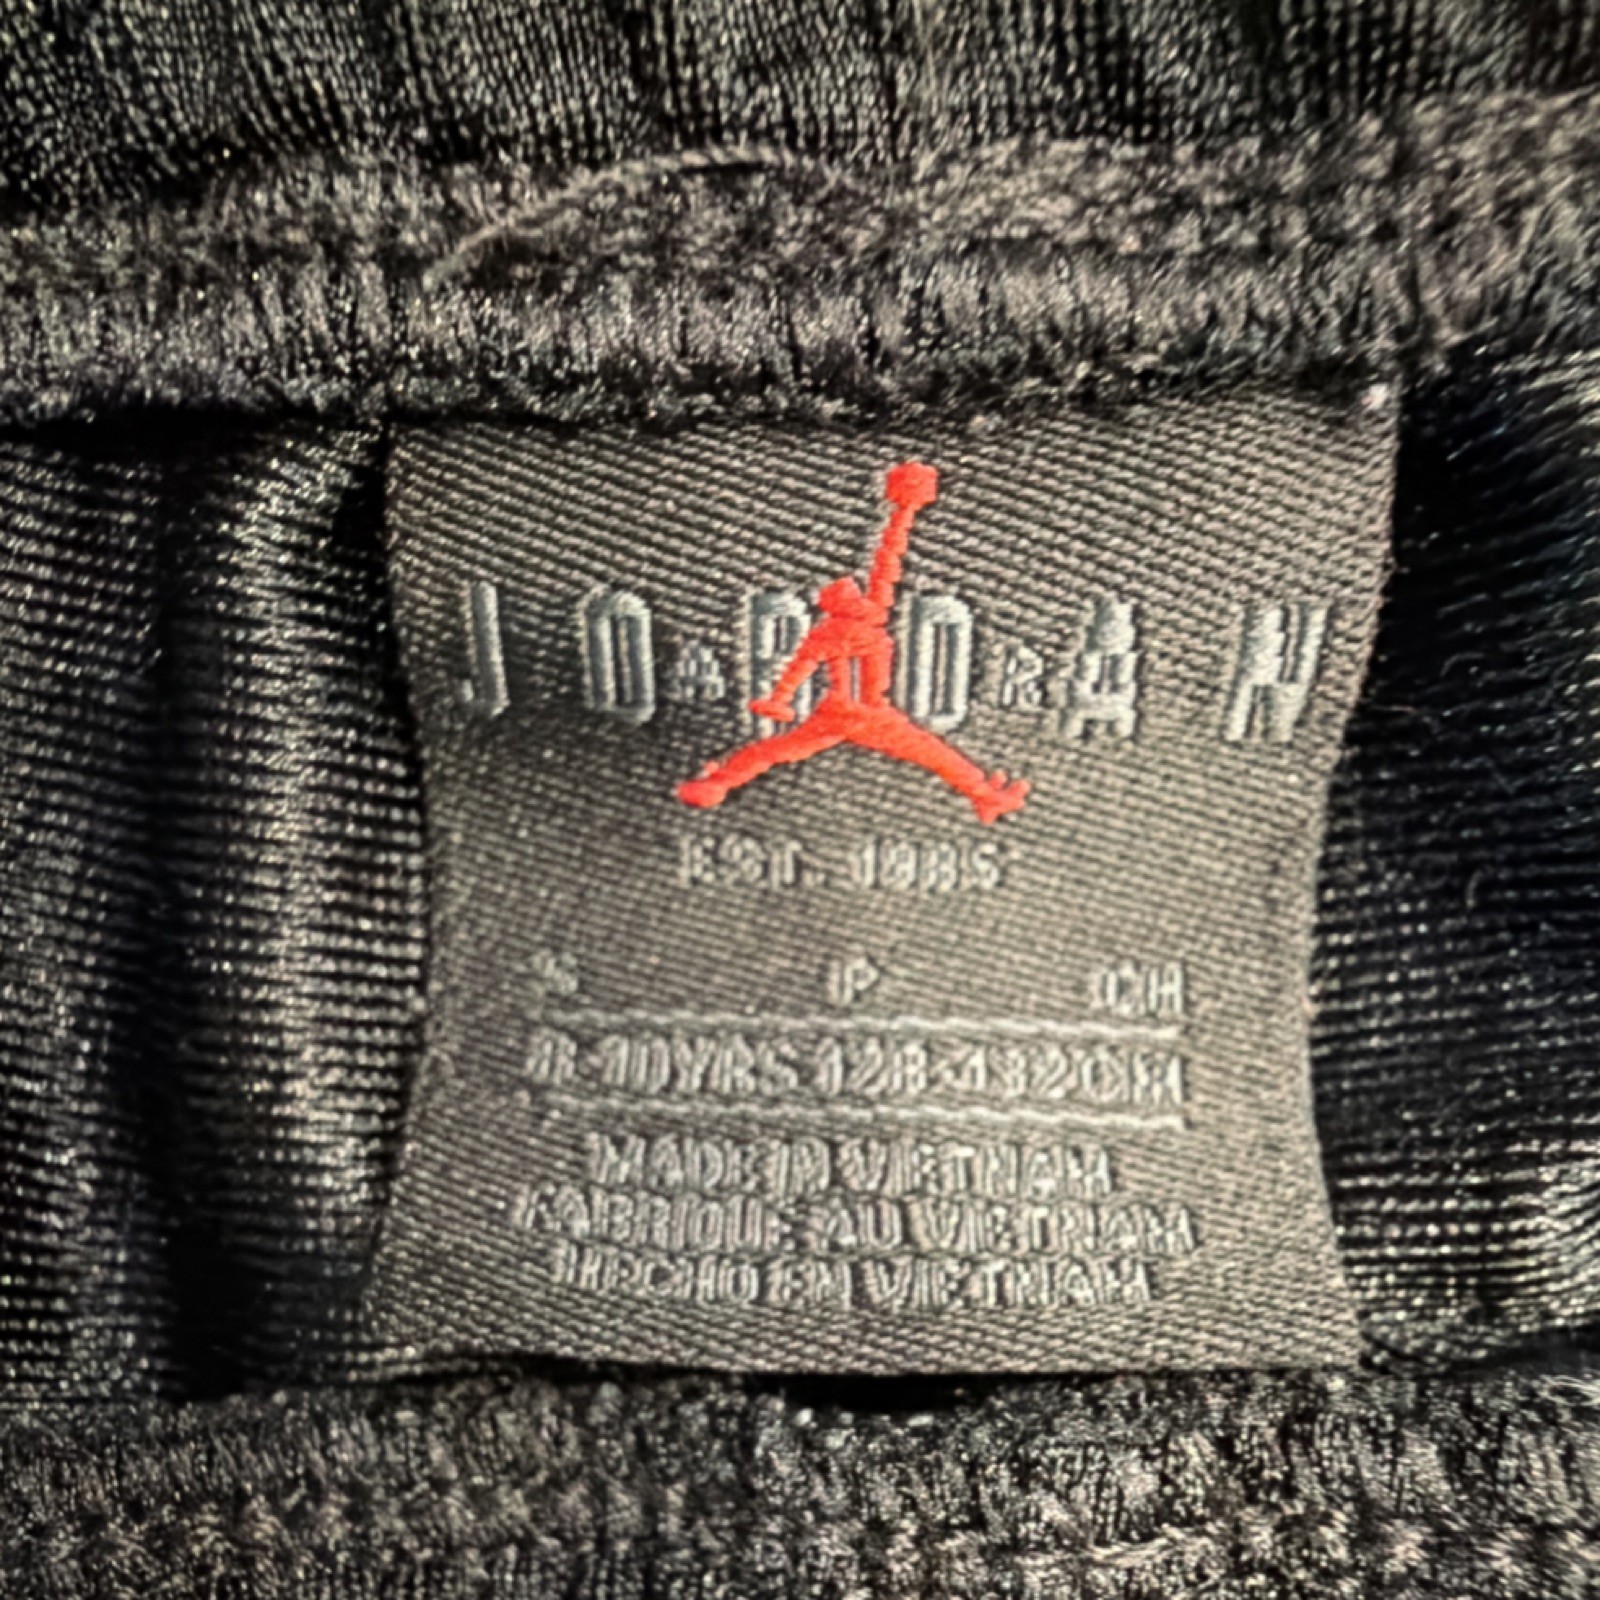 JORDAN
EST. 1985
S P CH
8-10YRS 128-132CM
MADE IN VIETNAM
FABRIQUE AU VIETNAM
HECHO EN VIETNAM